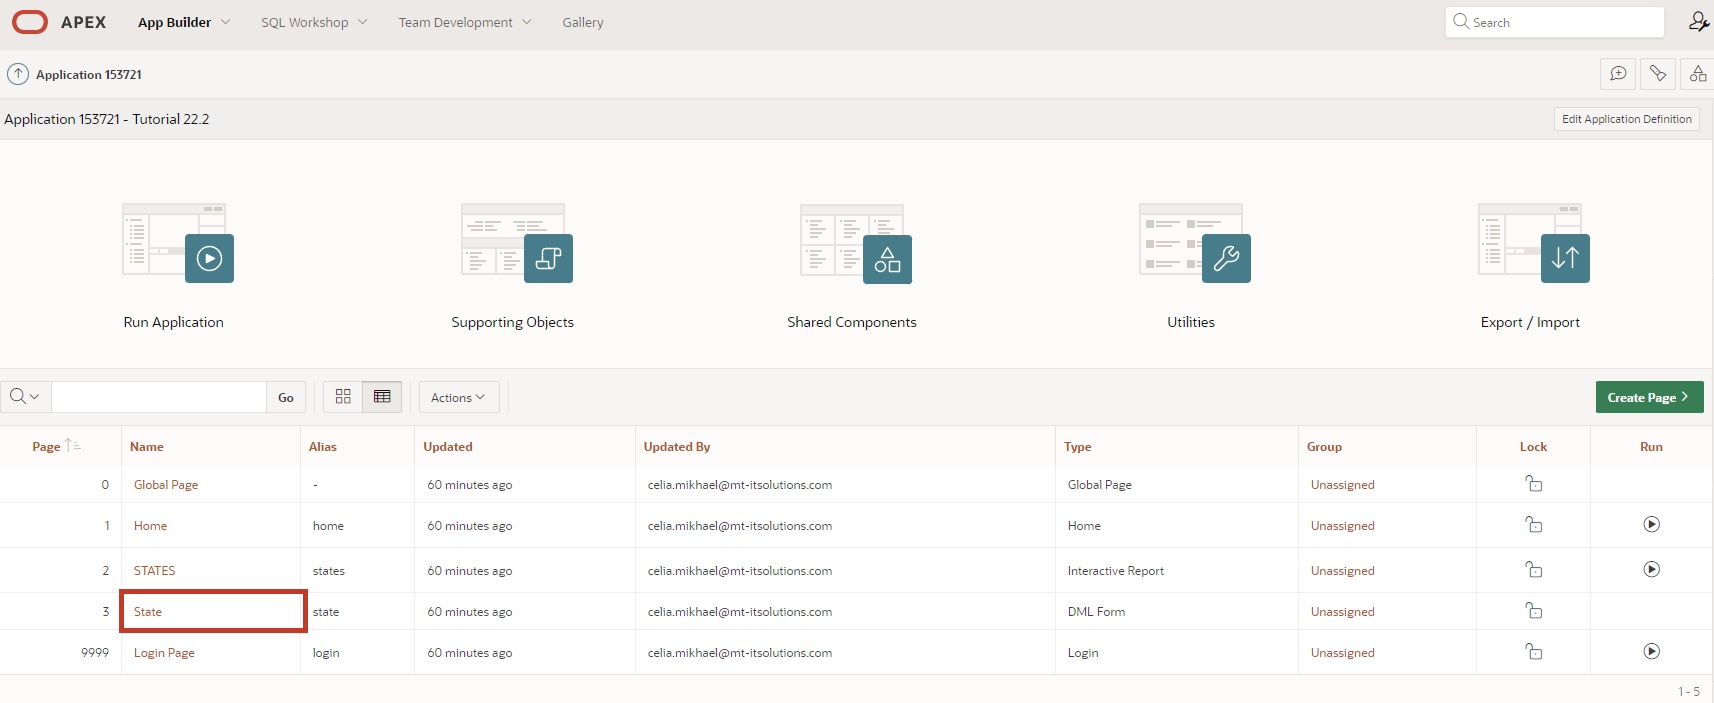 APEX App Builder SQL Workshop Team Development Gallery Search
Application 153721
Application 153721 - Tutorial 22.2 Edit Application Definition
Run Application Supporting Objects Shared Components Utilities Export / Import
Go Actions Create Page
Page Name Alias Updated Updated By Type Group Lock Run
0 Global Page - 60 minutes ago celia.mikhael@mt-itsolutions.com Global Page Unassigned
1 Home home 60 minutes ago celia.mikhael@mt-itsolutions.com Home Unassigned
2 STATES states 60 minutes ago celia.mikhael@mt-itsolutions.com Interactive Report Unassigned
3 State state 60 minutes ago celia.mikhael@mt-itsolutions.com DML Form Unassigned
9999 Login Page login 60 minutes ago celia.mikhael@mt-itsolutions.com Login Unassigned
1 - 5